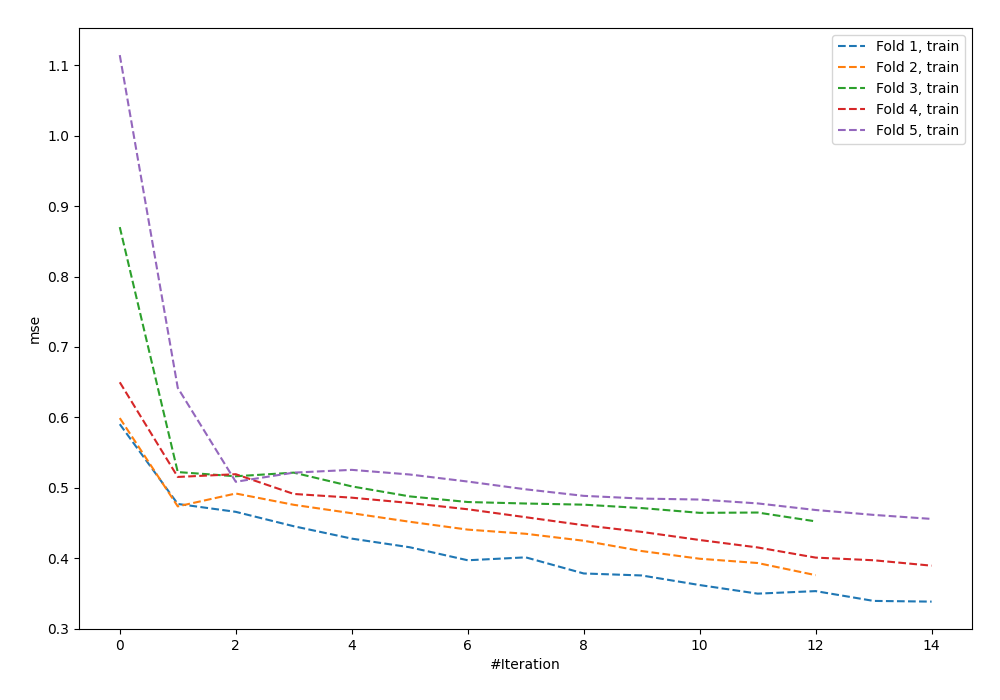 Fold 1, train
Fold 2, train
Fold 3, train
Fold 4, train
Fold 5, train
1.1
1.0
0.9
0.8
0.7
0.6
0.5
0.4
0.3
mse
0 2 4 6 8 10 12 14
#Iteration